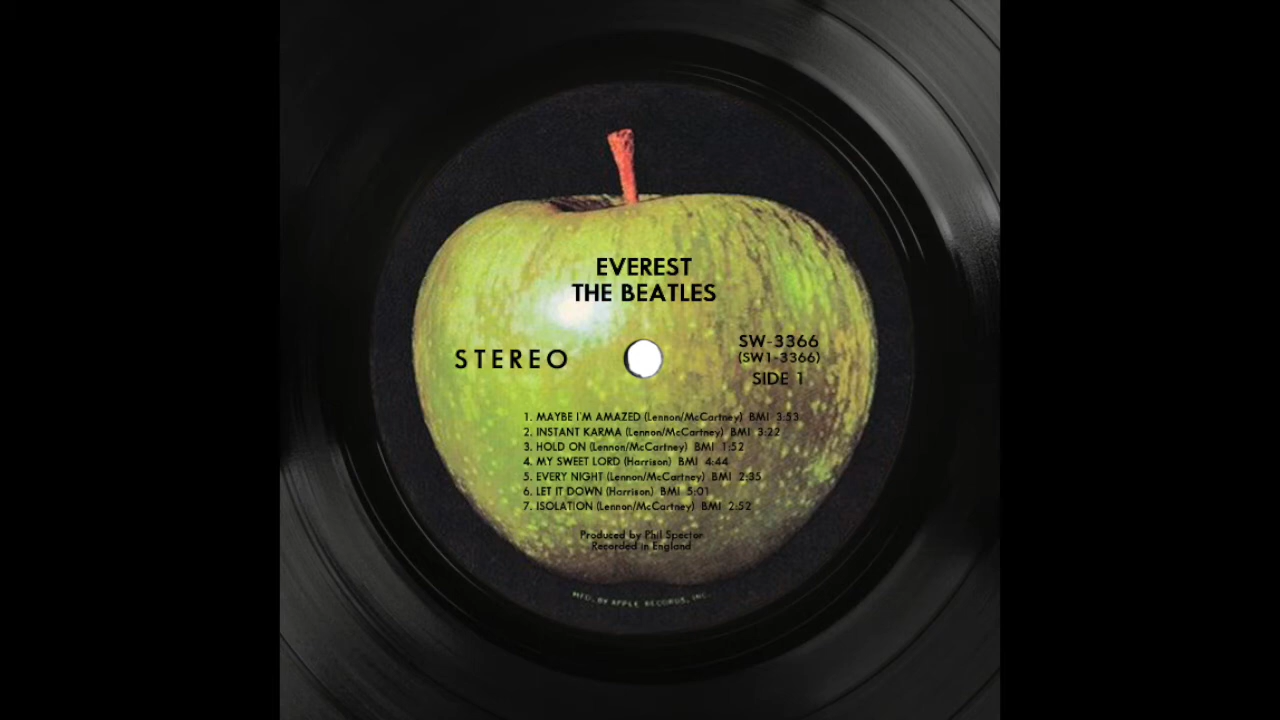 EVEREST
THE BEATLES
STEREO
SW-3366
(SW1-3366)
SIDE 1
1. MAYBE I'M AMAZED (Lennon/McCartney) BMI 3:53
2. INSTANT KARMA (Lennon/McCartney) BMI 3:22
3. HOLD ON (Lennon/McCartney) BMI 1:52
4. MY SWEET LORD (Harrison) BMI 4:44
5. EVERY NIGHT (Lennon/McCartney) BMI 2:35
6. LET IT DOWN (Harrison) BMI 5:01
7. ISOLATION (Lennon/McCartney) BMI 2:52
Produced by Phil Spector
Recorded in England
MFD. BY APPLE RECORDS, INC.